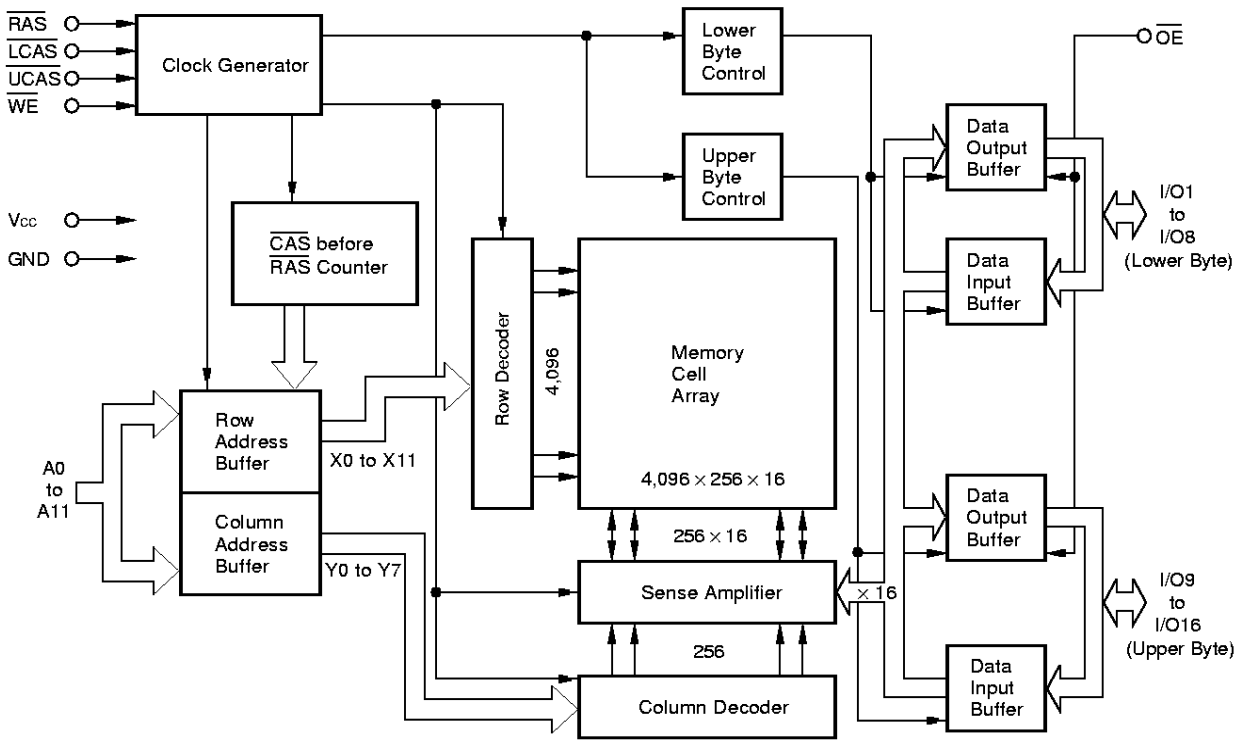 RAS
LCAS
UCAS
WE
Clock Generator
Lower
Byte
Control
OE
Upper
Byte
Control
Data
Output
Buffer
Vcc
GND
CAS before
RAS Counter
I/O1
to
I/O8
(Lower Byte)
Data
Input
Buffer
Row Decoder
4,096
Memory
Cell
Array
4,096 × 256 × 16
A0
to
A11
Row
Address
Buffer
X0 to X11
Column
Address
Buffer
Y0 to Y7
256 × 16
Sense Amplifier
× 16
Data
Output
Buffer
I/O9
to
I/O16
(Upper Byte)
256
Column Decoder
Data
Input
Buffer